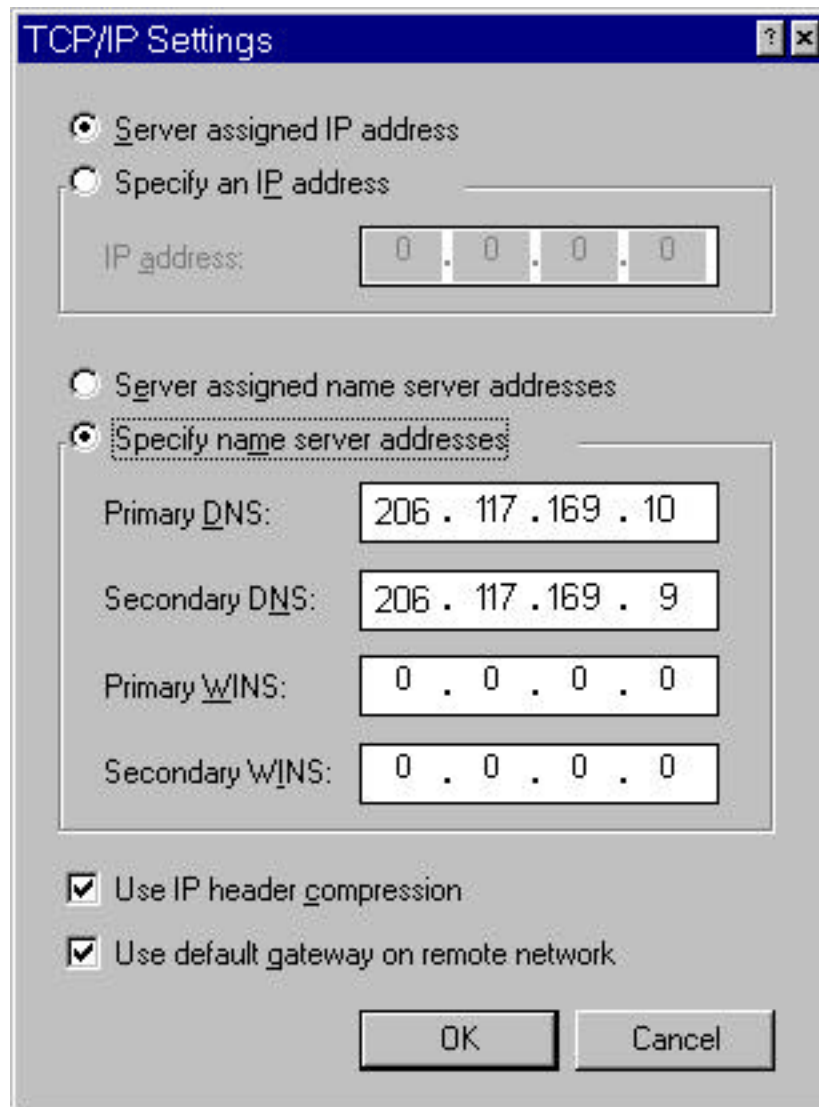 TCP/IP Settings
Server assigned IP address
Specify an IP address
IP address: 0 . 0 . 0 . 0
Server assigned name server addresses
Specify name server addresses
Primary DNS: 206 . 117 . 169 . 10
Secondary DNS: 206 . 117 . 169 . 9
Primary WINS: 0 . 0 . 0 . 0
Secondary WINS: 0 . 0 . 0 . 0
Use IP header compression
Use default gateway on remote network
OK Cancel